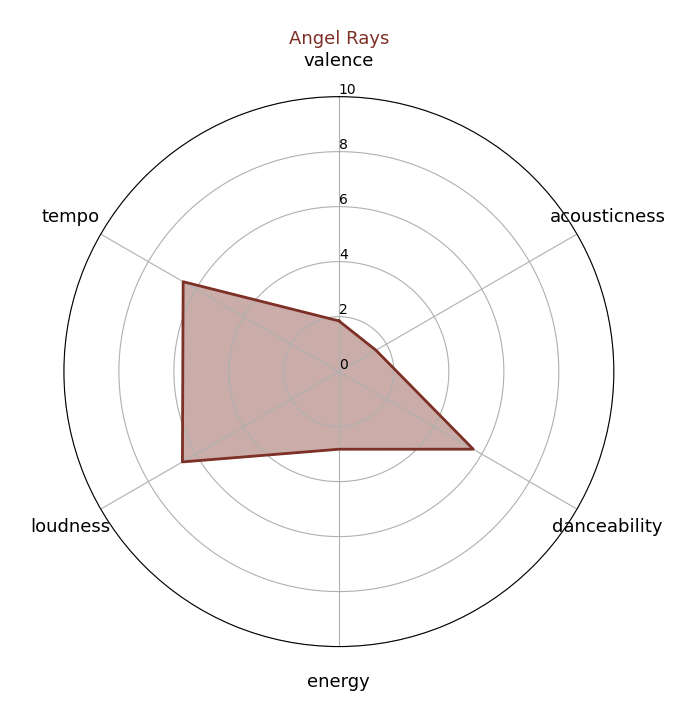 Angel Rays
valence
10
8
6
4
2
0
tempo
acousticness
loudness
danceability
energy